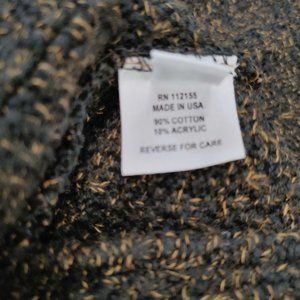 RN 112155
MADE IN USA
90% COTTON
10% ACRYLIC
REVERSE FOR CARE